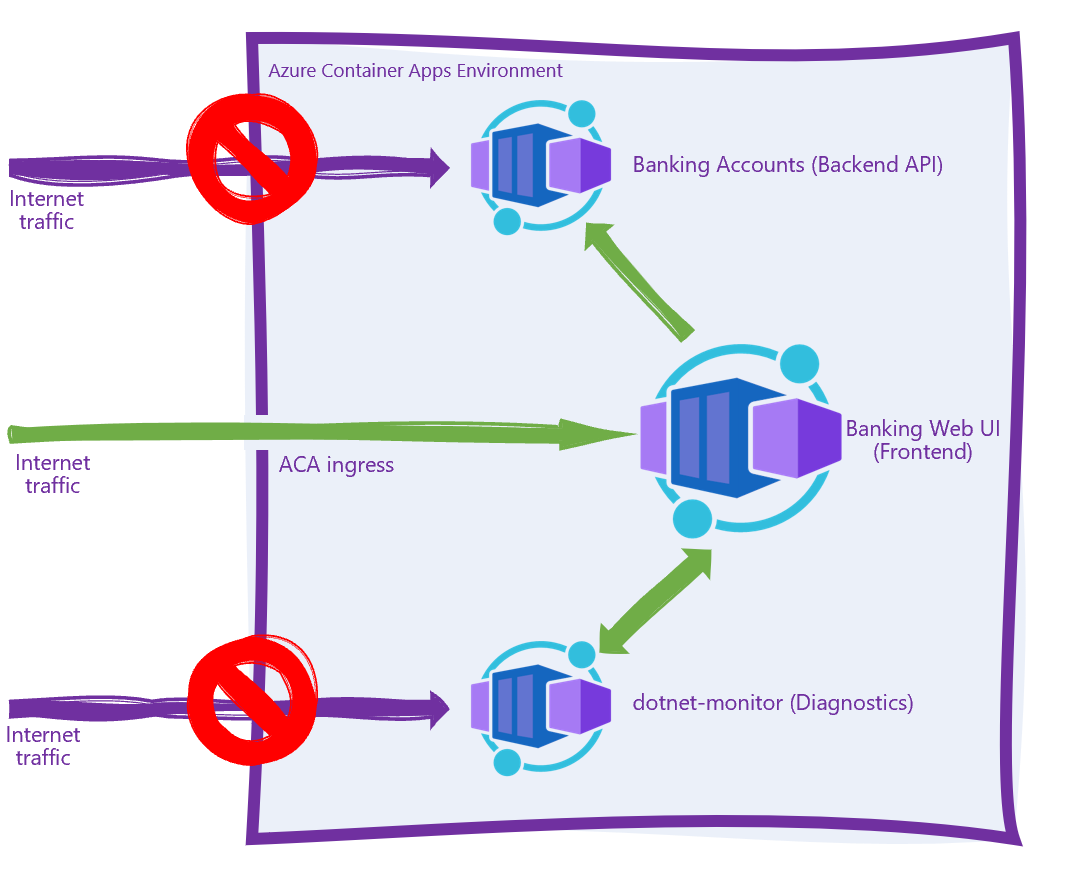 Azure Container Apps Environment
Banking Accounts (Backend API)
Internet
traffic
Banking Web UI
(Frontend)
Internet
traffic
ACA ingress
dotnet-monitor (Diagnostics)
Internet
traffic